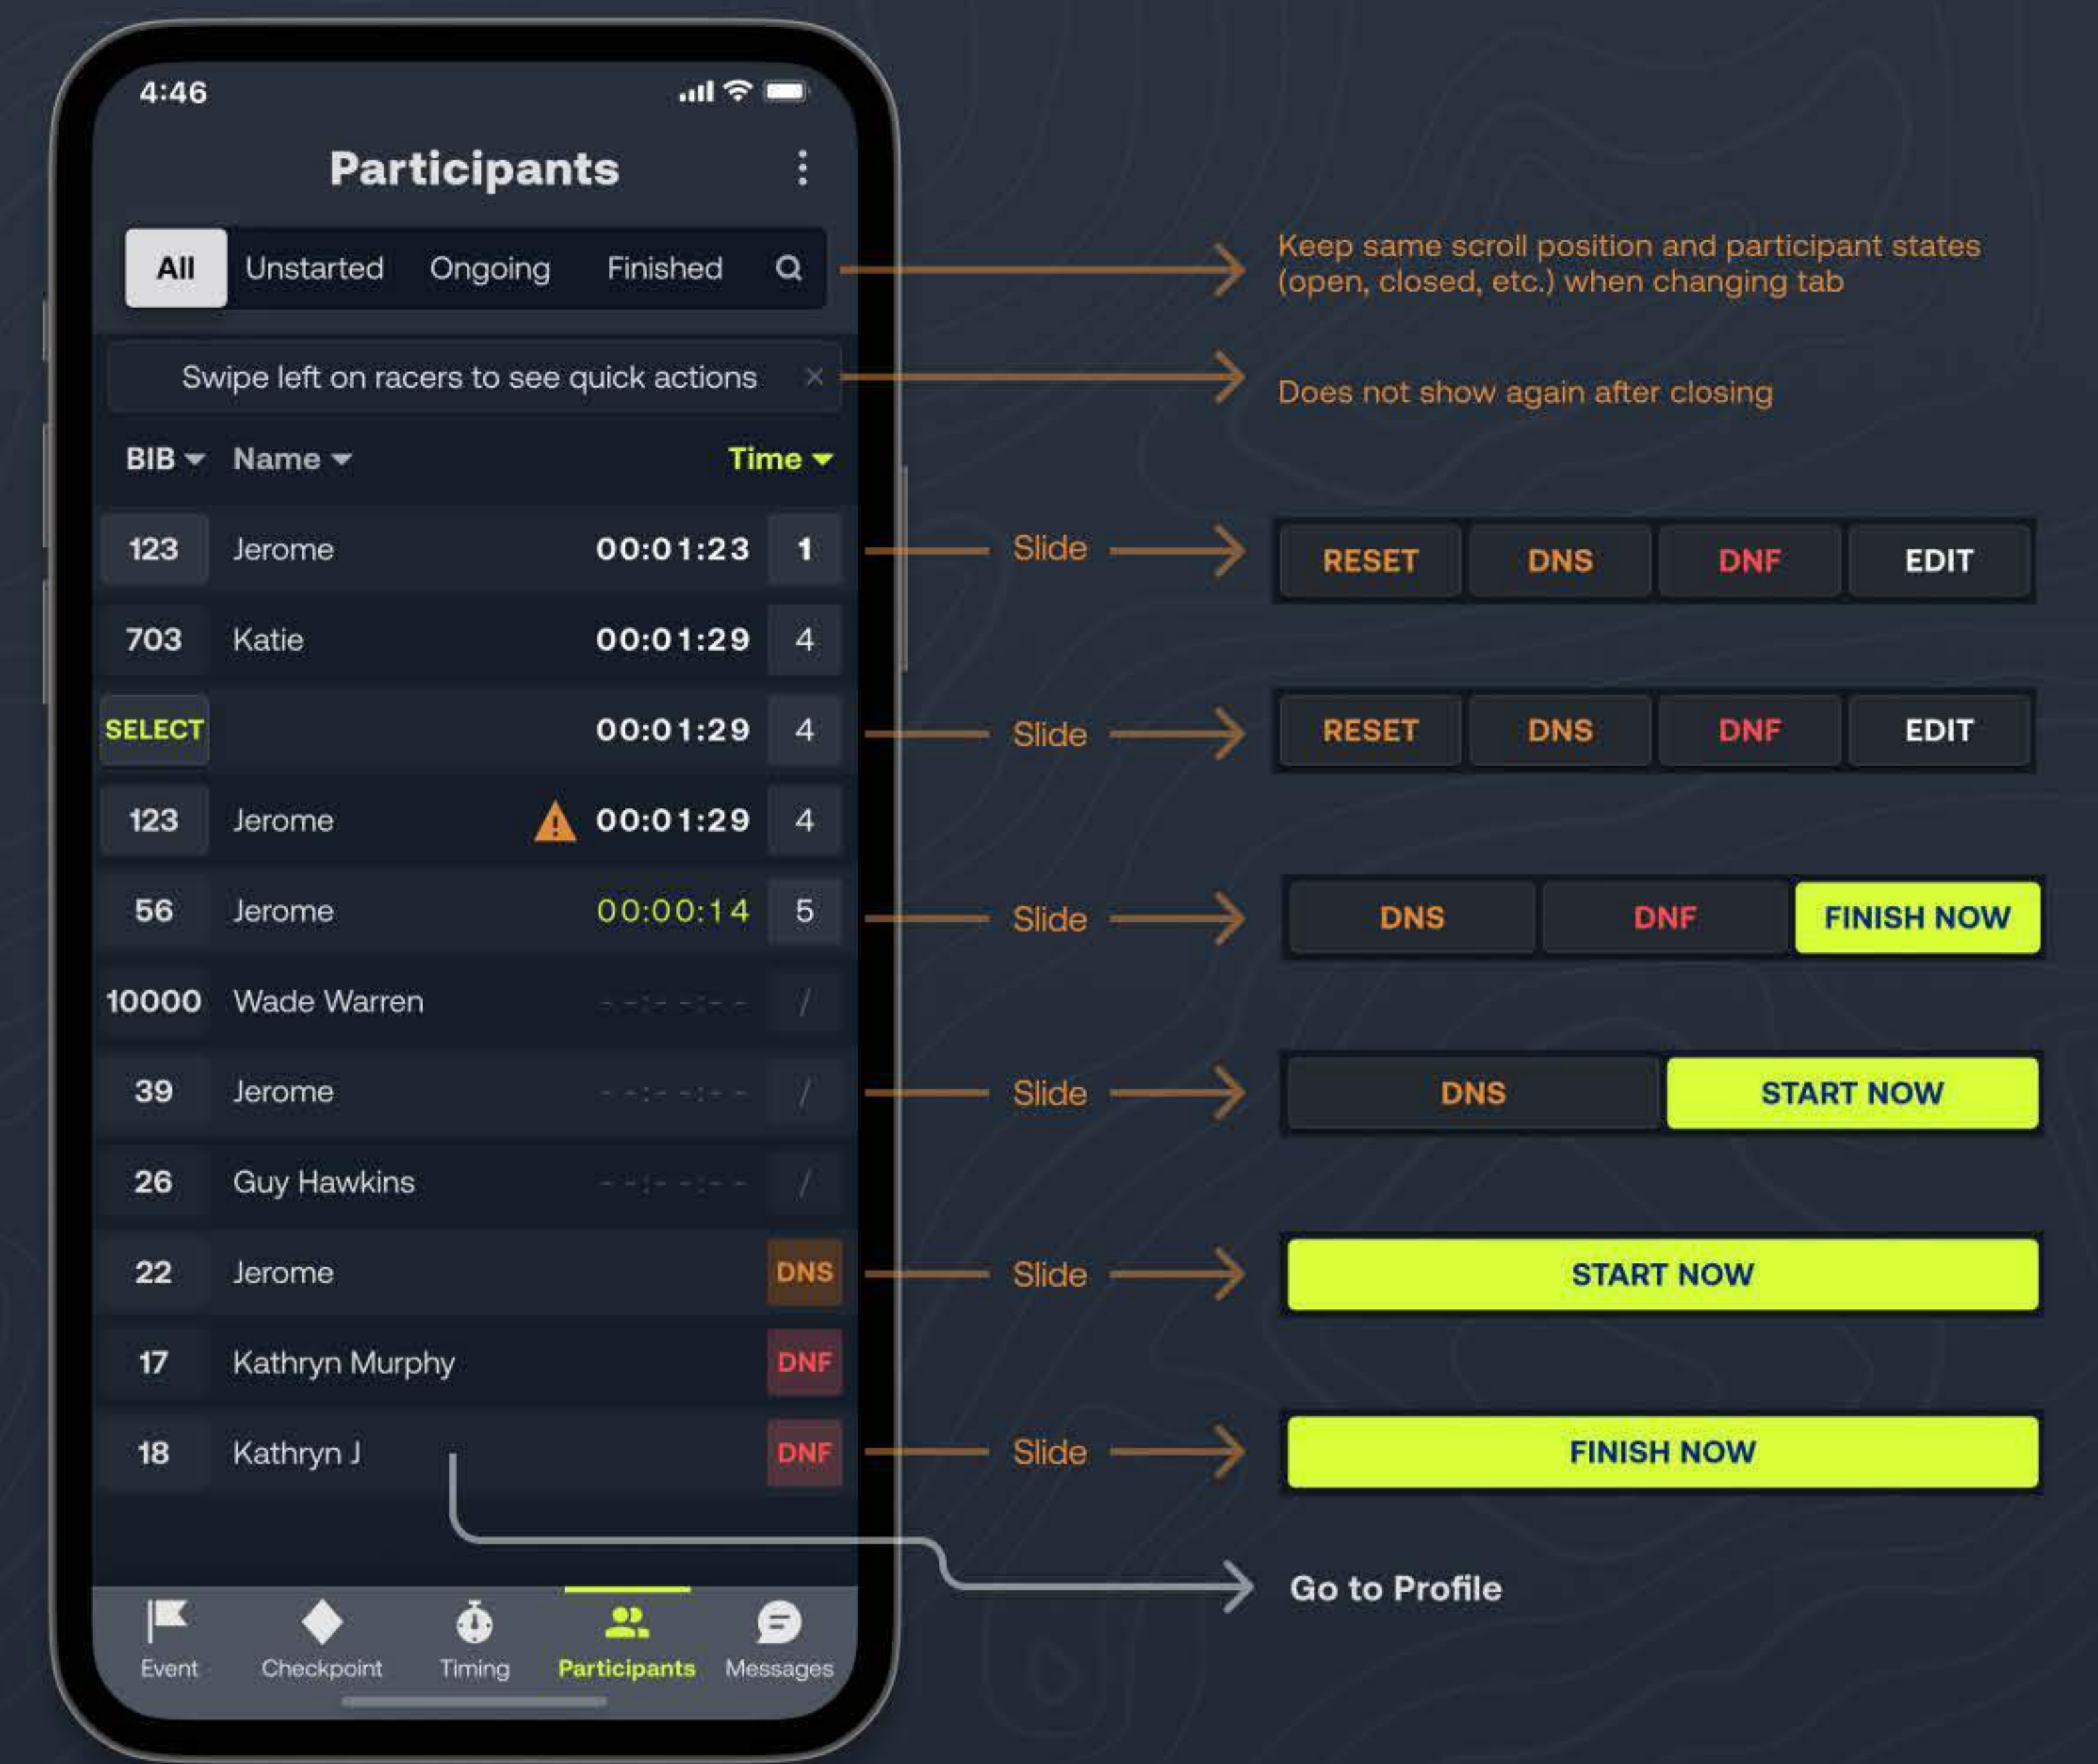 4:46
Participants
All Unstarted Ongoing Finished
Keep same scroll position and participant states
(open, closed, etc.) when changing tab
Swipe left on racers to see quick actions ×
Does not show again after closing
BIB Name Time
123 Jerome 00:01:23 1
Slide
RESET DNS DNF EDIT
703 Katie 00:01:29 4
SELECT 00:01:29 4
Slide
RESET DNS DNF EDIT
123 Jerome 00:01:29 4
56 Jerome 00:00:14 5
Slide
DNS DNF FINISH NOW
10000 Wade Warren --:--:-- /
39 Jerome --:--:-- /
Slide
DNS START NOW
26 Guy Hawkins --:--:-- /
22 Jerome DNS
Slide
START NOW
17 Kathryn Murphy DNF
18 Kathryn J DNF
Slide
FINISH NOW
Go to Profile
Event Checkpoint Timing Participants Messages